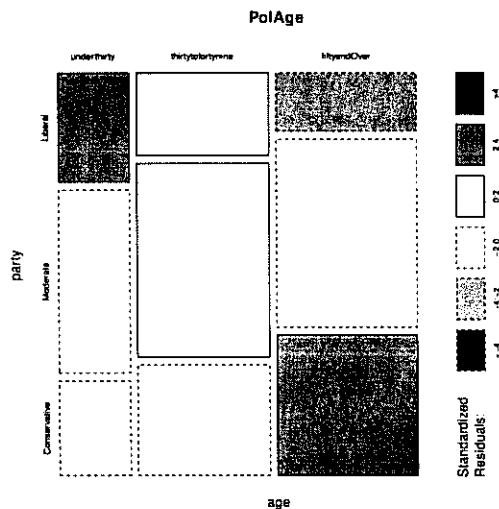 PolAge
underthirty thirtytofortynine fiftyandOver
Liberal
Moderate
Conservative
party
age
>4
2:4
0:2
-2:0
-4:-2
<-4
Standardized
Residuals: